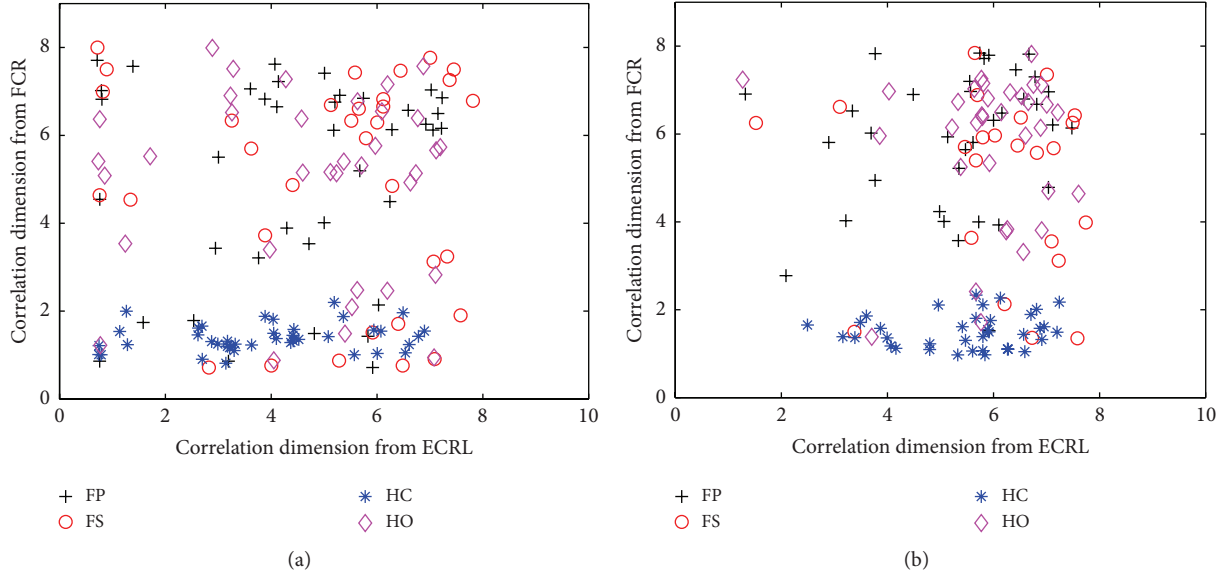 Correlation dimension from FCR
8
6
4
2
0
0 2 4 6 8 10
Correlation dimension from ECRL
FP
FS
HC
HO
(a)
Correlation dimension from FCR
8
6
4
2
0
0 2 4 6 8 10
Correlation dimension from ECRL
FP
FS
HC
HO
(b)